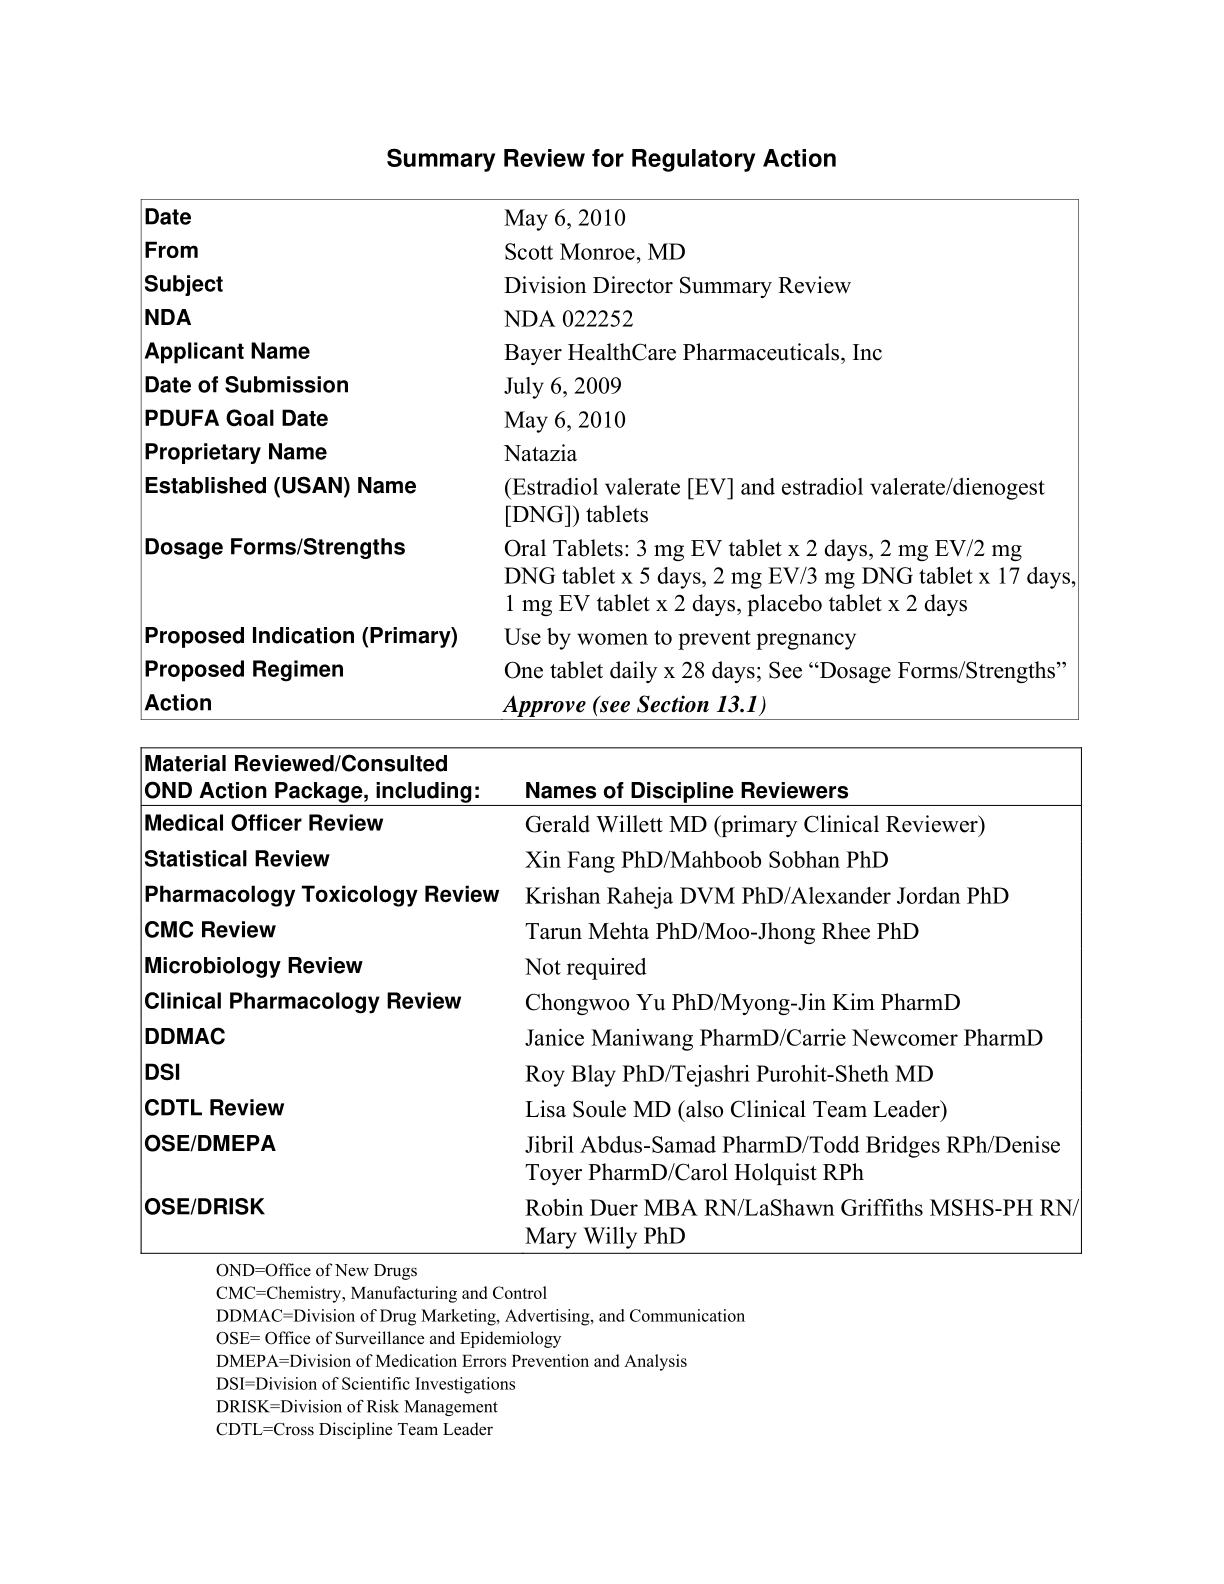 Summary Review for Regulatory Action
Date May 6, 2010
From Scott Monroe, MD
Subject Division Director Summary Review
NDA NDA 022252
Applicant Name Bayer HealthCare Pharmaceuticals, Inc
Date of Submission July 6, 2009
PDUFA Goal Date May 6, 2010
Proprietary Name Natazia
Established (USAN) Name (Estradiol valerate [EV] and estradiol valerate/dienogest
[DNG]) tablets
Dosage Forms/Strengths Oral Tablets: 3 mg EV tablet x 2 days, 2 mg EV/2 mg
DNG tablet x 5 days, 2 mg EV/3 mg DNG tablet x 17 days,
1 mg EV tablet x 2 days, placebo tablet x 2 days
Proposed Indication (Primary) Use by women to prevent pregnancy
Proposed Regimen One tablet daily x 28 days; See “Dosage Forms/Strengths”
Action Approve (see Section 13.1)
Material Reviewed/Consulted
OND Action Package, including: Names of Discipline Reviewers
Medical Officer Review Gerald Willett MD (primary Clinical Reviewer)
Statistical Review Xin Fang PhD/Mahboob Sobhan PhD
Pharmacology Toxicology Review Krishan Raheja DVM PhD/Alexander Jordan PhD
CMC Review Tarun Mehta PhD/Moo-Jhong Rhee PhD
Microbiology Review Not required
Clinical Pharmacology Review Chongwoo Yu PhD/Myong-Jin Kim PharmD
DDMAC Janice Maniwang PharmD/Carrie Newcomer PharmD
DSI Roy Blay PhD/Tejashri Purohit-Sheth MD
CDTL Review Lisa Soule MD (also Clinical Team Leader)
OSE/DMEPA Jibril Abdus-Samad PharmD/Todd Bridges RPh/Denise
Toyer PharmD/Carol Holquist RPh
OSE/DRISK Robin Duer MBA RN/LaShawn Griffiths MSHS-PH RN/
Mary Willy PhD
OND=Office of New Drugs
CMC=Chemistry, Manufacturing and Control
DDMAC=Division of Drug Marketing, Advertising, and Communication
OSE= Office of Surveillance and Epidemiology
DMEPA=Division of Medication Errors Prevention and Analysis
DSI=Division of Scientific Investigations
DRISK=Division of Risk Management
CDTL=Cross Discipline Team Leader